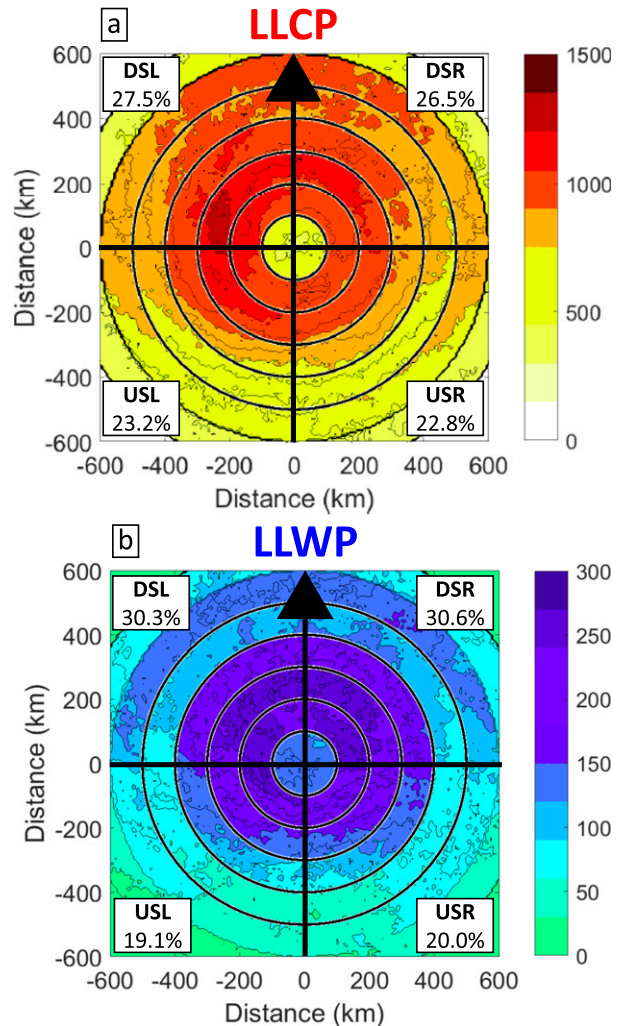 a
LLCP
600
400
200
0
-200
-400
-600
Distance (km)
DSL
27.5%
DSR
26.5%
USL
23.2%
USR
22.8%
-600 -400 -200 0 200 400 600
Distance (km)
1500
1000
500
0
b
LLWP
600
400
200
0
-200
-400
-600
Distance (km)
DSL
30.3%
DSR
30.6%
USL
19.1%
USR
20.0%
-600 -400 -200 0 200 400 600
Distance (km)
300
250
200
150
100
50
0